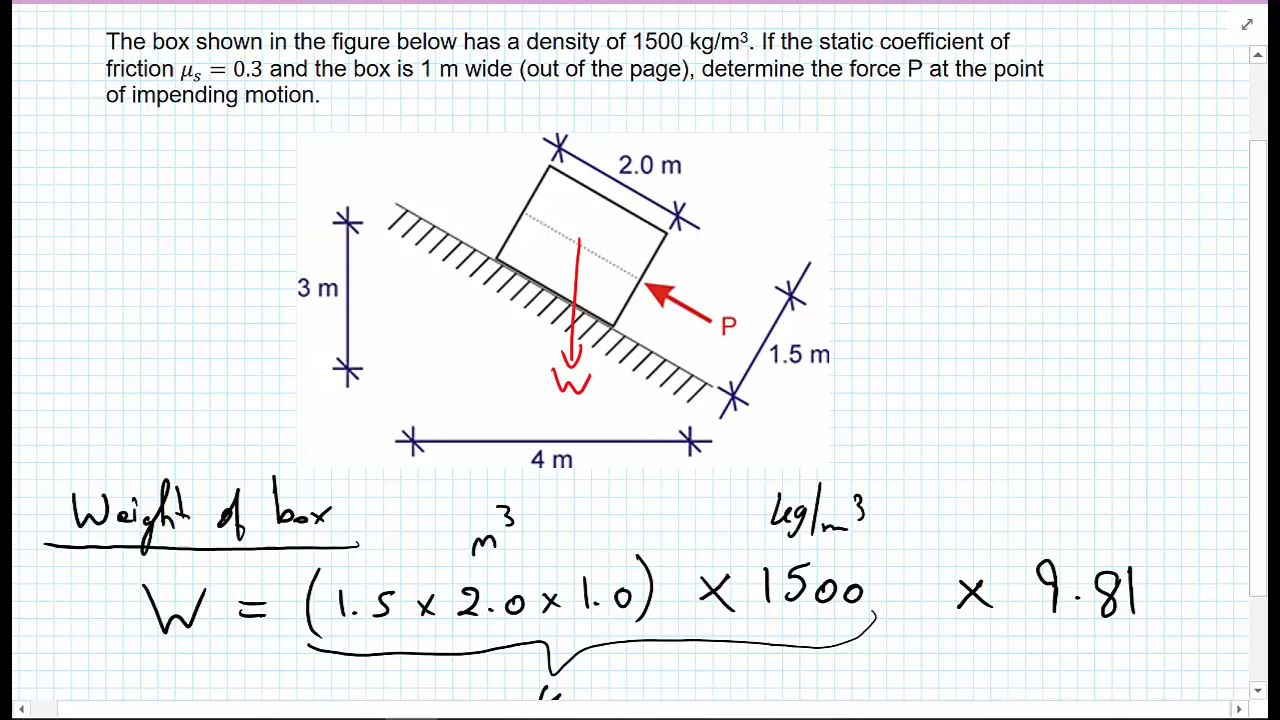 The box shown in the figure below has a density of 1500 kg/m³. If the static coefficient of
friction μₛ = 0.3 and the box is 1 m wide (out of the page), determine the force P at the point
of impending motion.
2.0 m
3 m
P
1.5 m
W
4 m
Weight of box
m³ kg/m³
W = (1.5 x 2.0 x 1.0) x 1500 x 9.81